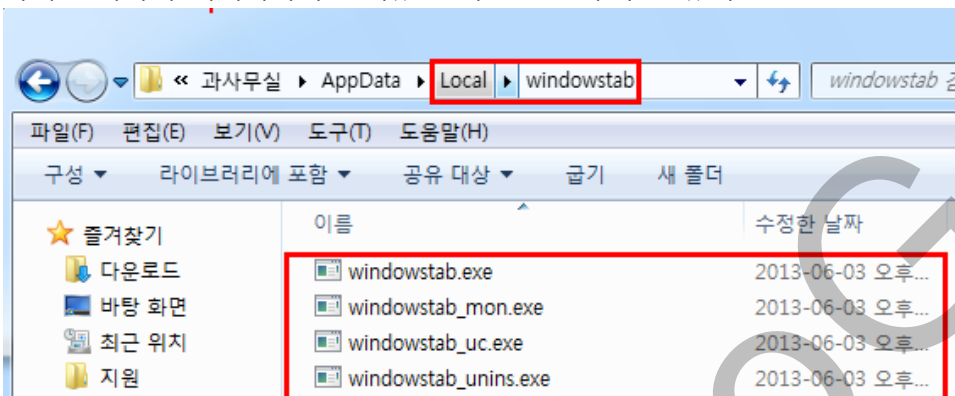 « 과사무실 ▸ AppData ▸ Local ▸ windowstab windowstab
파일(F) 편집(E) 보기(V) 도구(T) 도움말(H)
구성 ▼ 라이브러리에 포함 ▼ 공유 대상 ▼ 굽기 새 폴더
즐겨찾기
다운로드
바탕 화면
최근 위치
지원
이름 수정한 날짜
windowstab.exe 2013-06-03 오후...
windowstab_mon.exe 2013-06-03 오후...
windowstab_uc.exe 2013-06-03 오후...
windowstab_unins.exe 2013-06-03 오후...